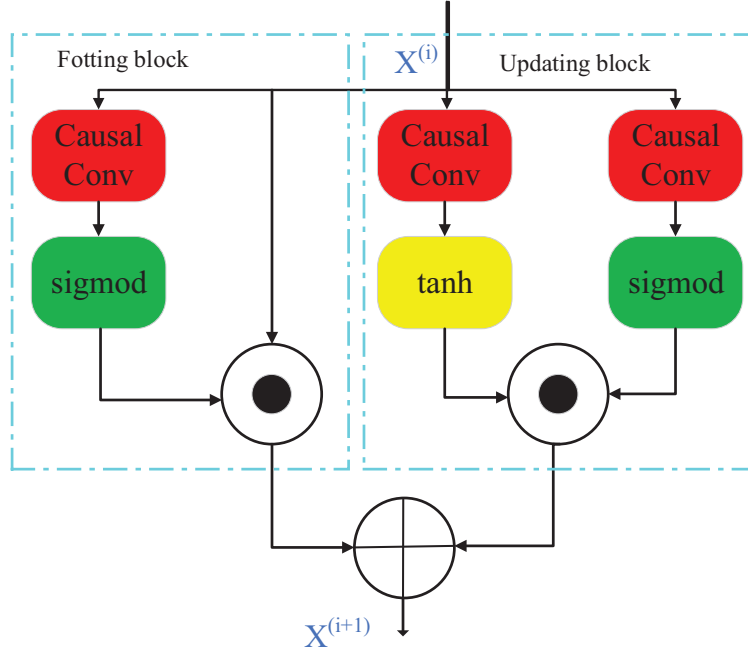 Fotting block
X(i)
Updating block
Causal
Conv
Causal
Conv
Causal
Conv
sigmod
tanh
sigmod
X(i+1)